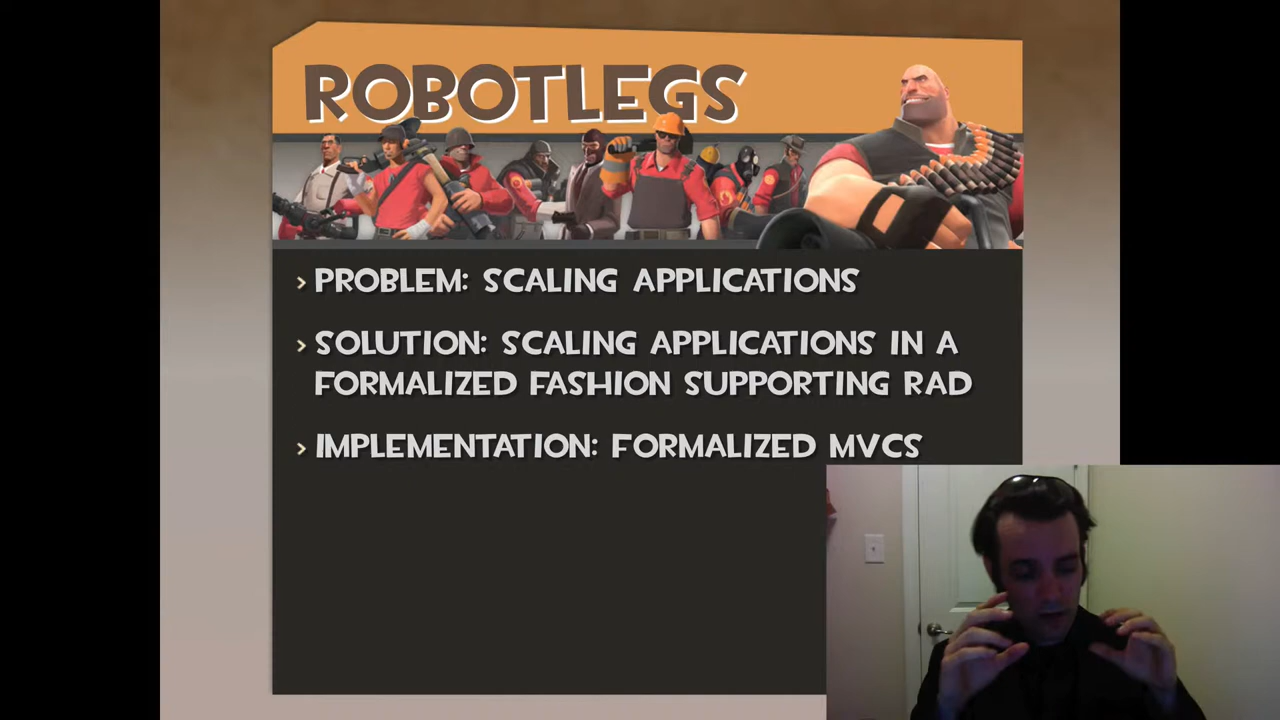 ROBOTLEGS
› PROBLEM: SCALING APPLICATIONS
› SOLUTION: SCALING APPLICATIONS IN A
FORMALIZED FASHION SUPPORTING RAD
› IMPLEMENTATION: FORMALIZED MVCS